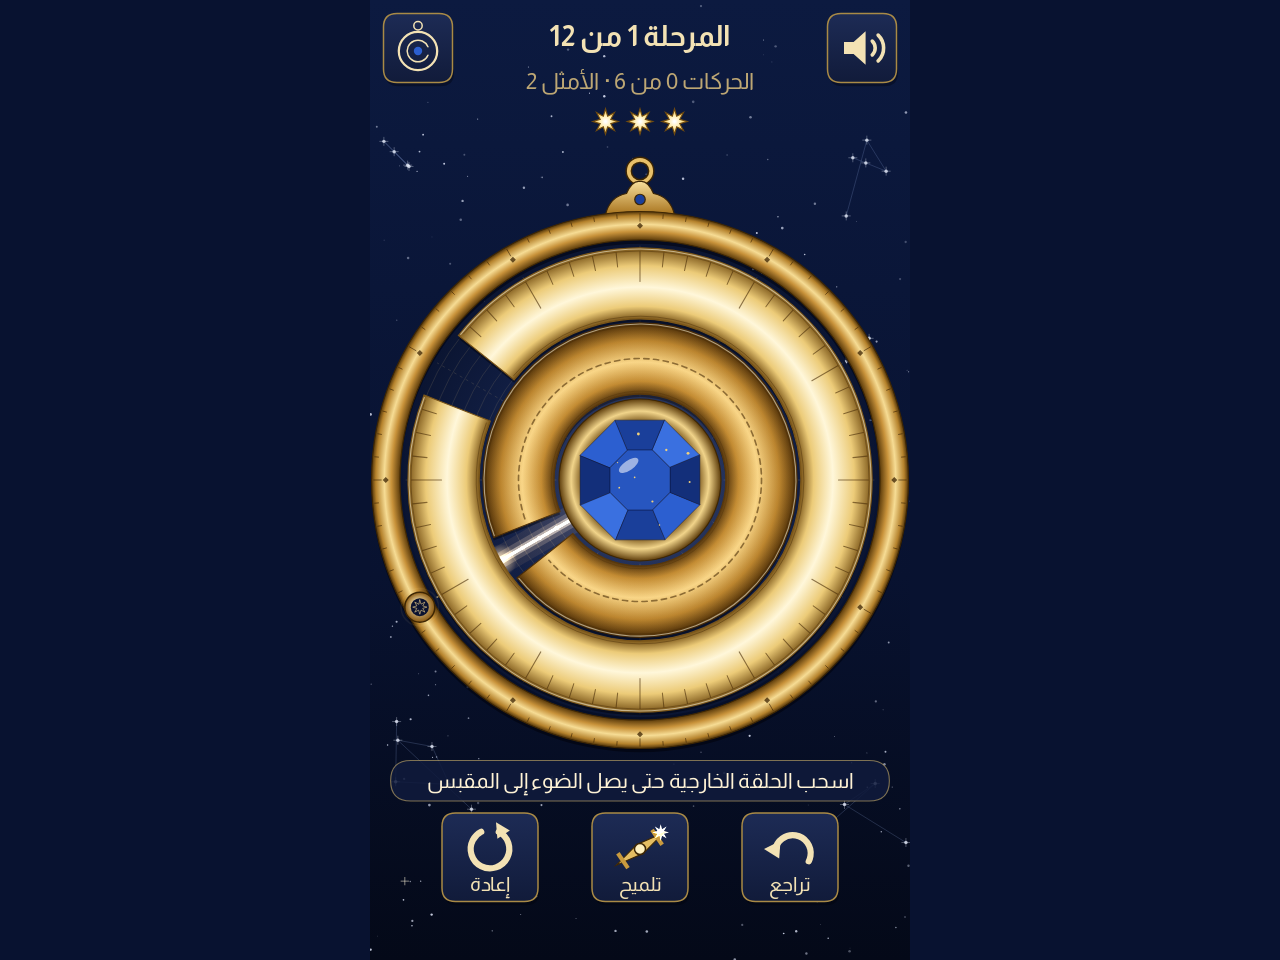 المرحلة 1 من 12
الحركات 0 من 6 · الأمثل 2
اسحب الحلقة الخارجية حتى يصل الضوء إلى المقبس
تراجع
تلميح
إعادة